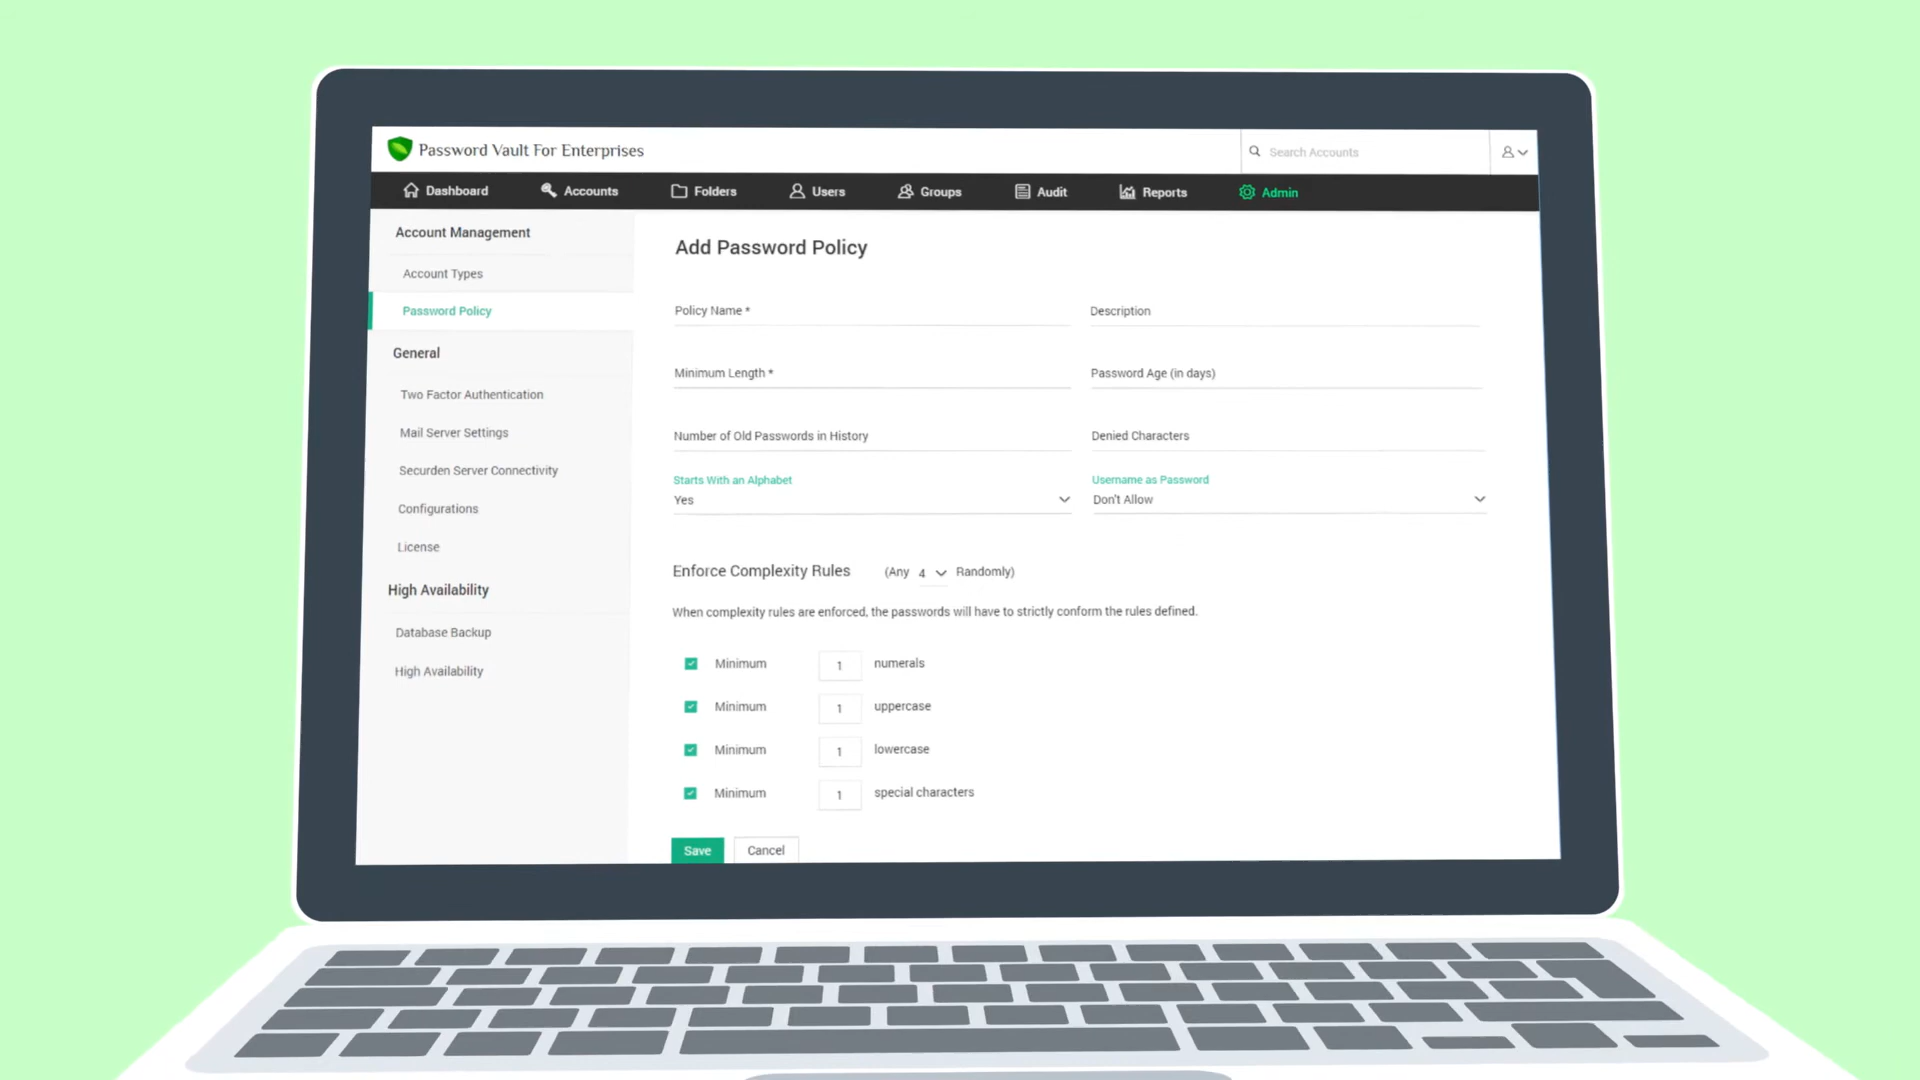 Password Vault For Enterprises
Search Accounts
Dashboard Accounts Folders Users Groups Audit Reports Admin
Account Management
Account Types
Password Policy
General
Two Factor Authentication
Mail Server Settings
Securden Server Connectivity
Configurations
License
High Availability
Database Backup
High Availability
Add Password Policy
Policy Name *
Description
Minimum Length *
Password Age (in days)
Number of Old Passwords in History
Denied Characters
Starts With an Alphabet
Yes
Username as Password
Don't Allow
Enforce Complexity Rules (Any 4 Randomly)
When complexity rules are enforced, the passwords will have to strictly conform the rules defined.
Minimum 1 numerals
Minimum 1 uppercase
Minimum 1 lowercase
Minimum 1 special characters
Save Cancel